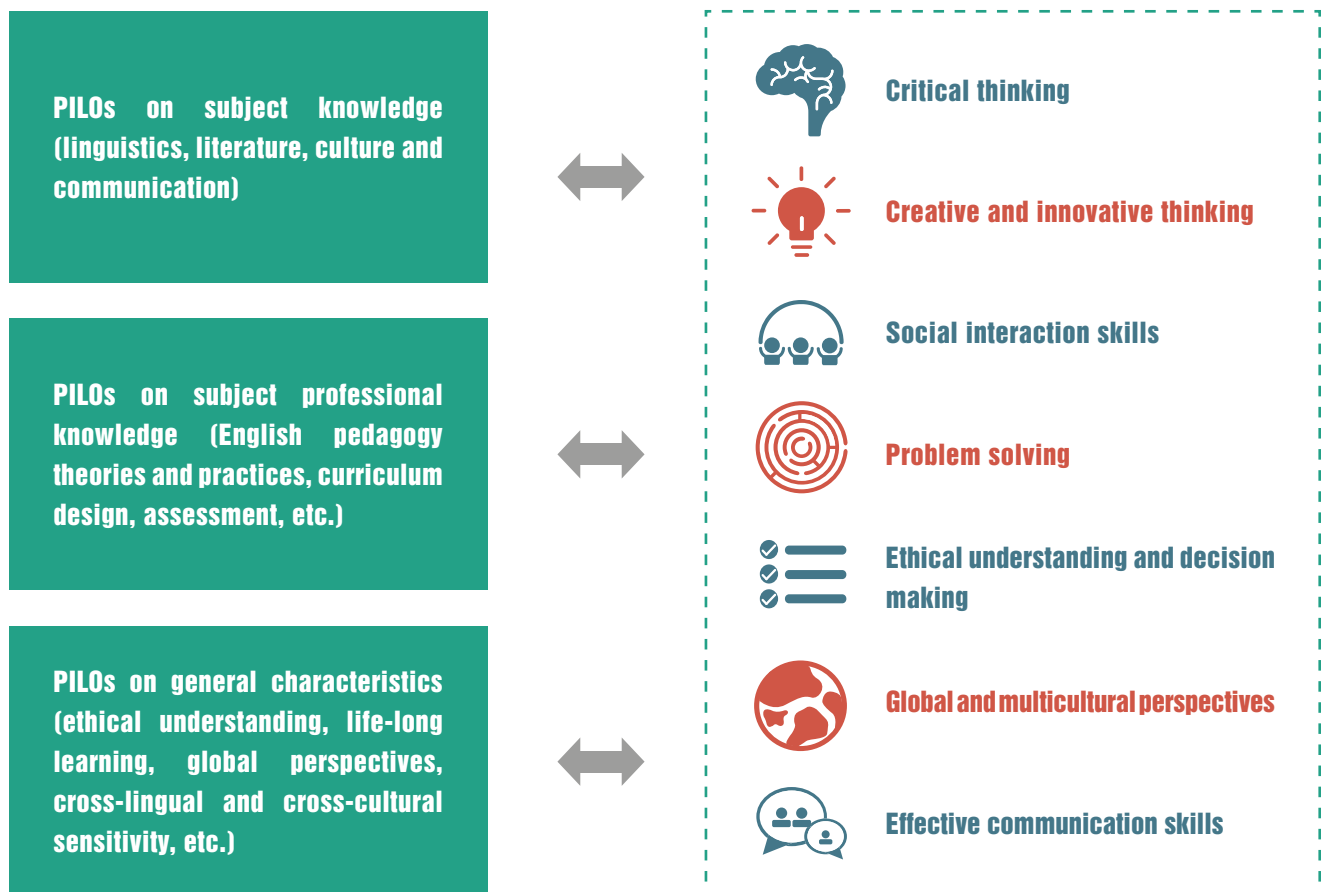 PILOs on subject knowledge
(linguistics, literature, culture and
communication)
PILOs on subject professional
knowledge (English pedagogy
theories and practices, curriculum
design, assessment, etc.)
PILOs on general characteristics
(ethical understanding, life-long
learning, global perspectives,
cross-lingual and cross-cultural
sensitivity, etc.)
Critical thinking
Creative and innovative thinking
Social interaction skills
Problem solving
Ethical understanding and decision
making
Global and multicultural perspectives
Effective communication skills